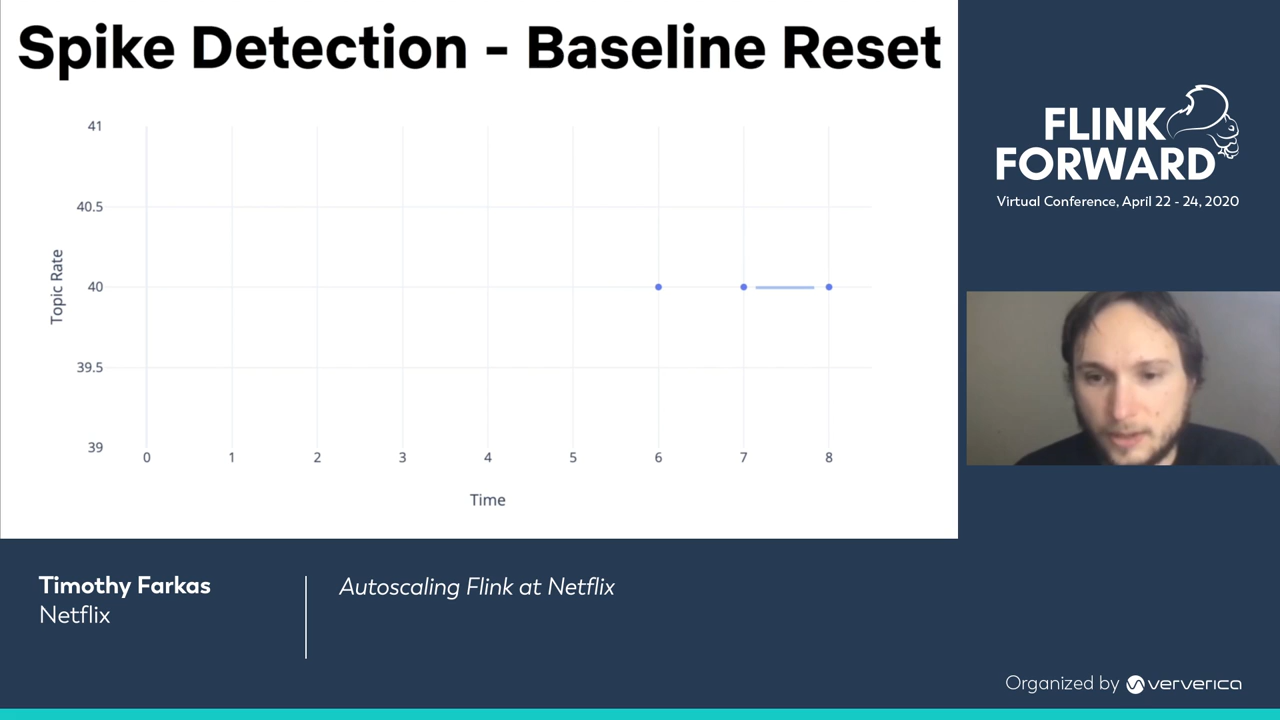 Spike Detection - Baseline Reset
41
40.5
40
39.5
39
Topic Rate
0 1 2 3 4 5 6 7 8
Time
FLINK
FORWARD
Virtual Conference, April 22 - 24, 2020
Timothy Farkas
Netflix
Autoscaling Flink at Netflix
Organized by ververica